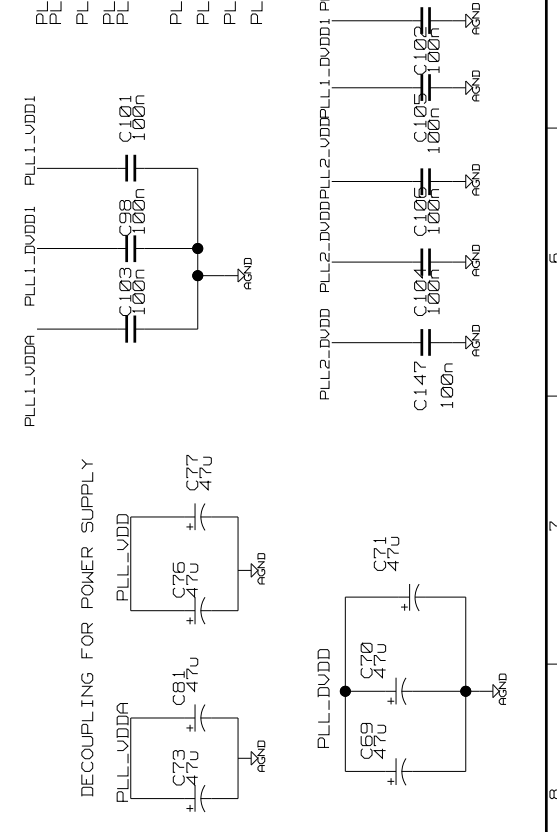 PLL1_VDD1
C101
100n
PLL1_DVDD1
C98
100n
PLL1_VDDA
C103
100n
AGND
C102
100n
AGND
PLL1_DVDD1
C105
100n
AGND
PLL2_DVDD
C106
100n
AGND
PLL2_DVDD
C104
100n
AGND
PLL2_DVDD
C147
100n
AGND
6
DECOUPLING FOR POWER SUPPLY
PLL_VDD
C77
47u
C76
47u
AGND
PLL_VDDA
C81
47u
C73
47u
AGND
PLL_DVDD
C71
47u
C70
47u
C69
47u
AGND
7
8